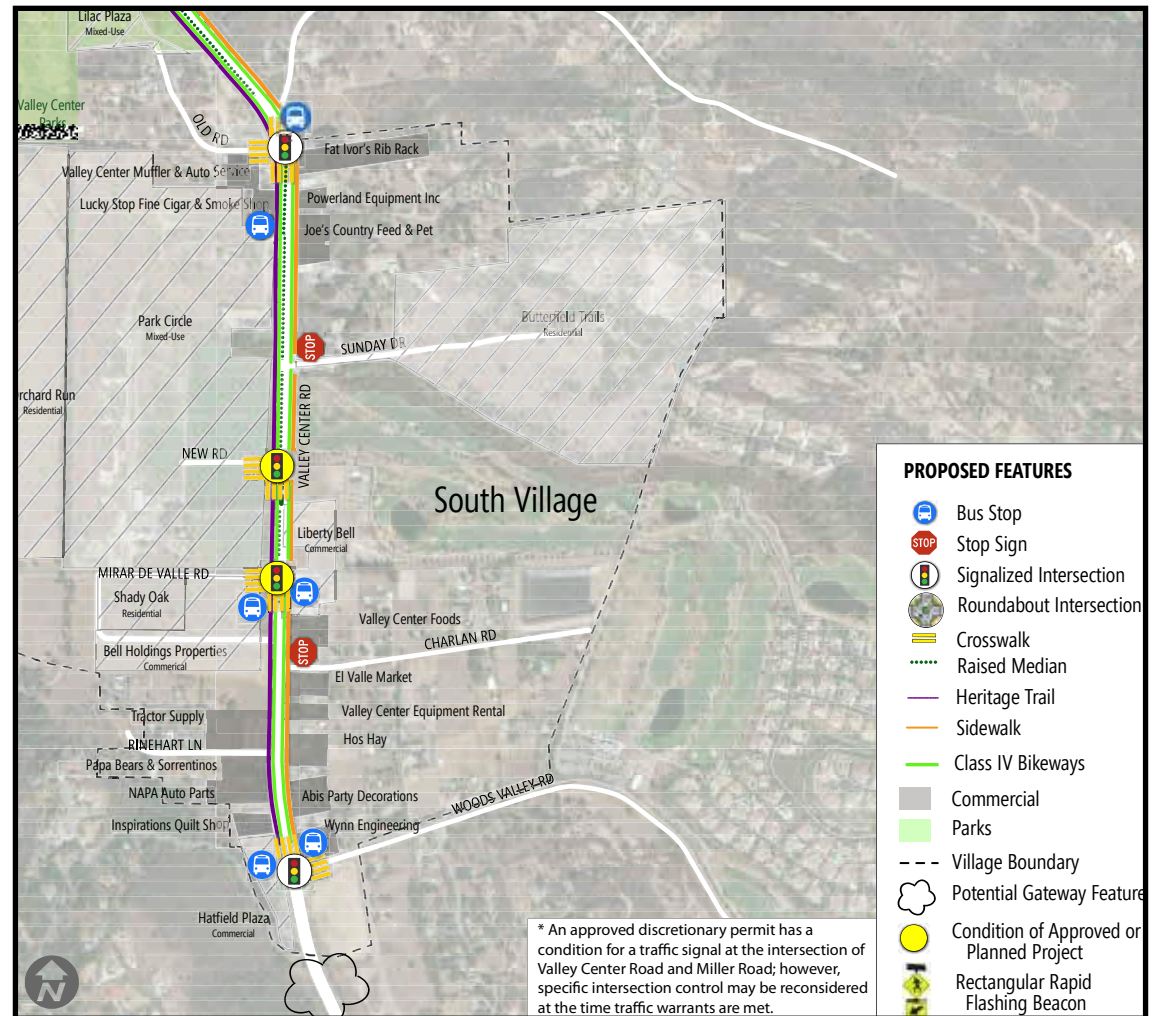 Lilac Plaza
Mixed-Use
Valley Center
Parks
OLD RD
Fat Ivor's Rib Rack
Valley Center Muffler & Auto Service
Lucky Stop Fine Cigar & Smoke Shop
Powerland Equipment Inc
Joe's Country Feed & Pet
Park Circle
Mixed-Use
Butterfield Trails
Residential
STOP
SUNDAY DR
rchard Run
Residential
VALLEY CENTER RD
NEW RD
South Village
Liberty Bell
Commercial
MIRAR DE VALLE RD
Shady Oak
Residential
Valley Center Foods
CHARLAN RD
Bell Holdings Properties
Commerical
STOP
El Valle Market
Tractor Supply
Valley Center Equipment Rental
RINEHART LN
Hos Hay
Papa Bears & Sorrentinos
NAPA Auto Parts
Abis Party Decorations
WOODS VALLEY RD
Inspirations Quilt Shop
Wynn Engineering
Hatfield Plaza
Commercial
N
* An approved discretionary permit has a
condition for a traffic signal at the intersection of
Valley Center Road and Miller Road; however,
specific intersection control may be reconsidered
at the time traffic warrants are met.
PROPOSED FEATURES
Bus Stop
STOP Stop Sign
Signalized Intersection
Roundabout Intersection
Crosswalk
Raised Median
Heritage Trail
Sidewalk
Class IV Bikeways
Commercial
Parks
Village Boundary
Potential Gateway Feature
Condition of Approved or
Planned Project
Rectangular Rapid
Flashing Beacon